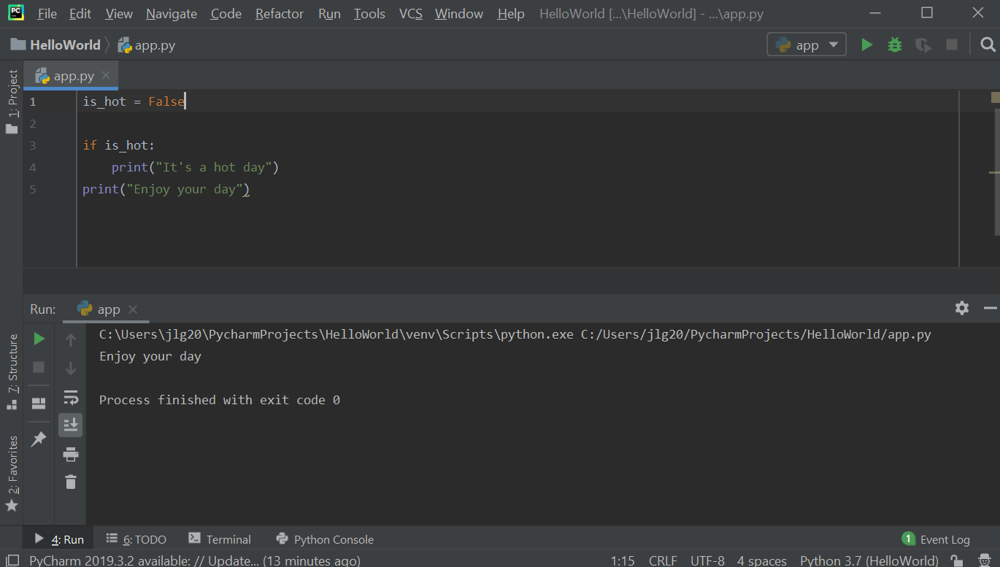 PC
File Edit View Navigate Code Refactor Run Tools VCS Window Help HelloWorld [...\HelloWorld] - ...\app.py
HelloWorld app.py app
1: Project
app.py
1 is_hot = False
2
3 if is_hot:
4 print("It's a hot day")
5 print("Enjoy your day")
Run: app
7: Structure
2: Favorites
C:\Users\jlg20\PycharmProjects\HelloWorld\venv\Scripts\python.exe C:/Users/jlg20/PycharmProjects/HelloWorld/app.py
Enjoy your day
Process finished with exit code 0
4: Run 6: TODO Terminal Python Console 1 Event Log
PyCharm 2019.3.2 available: // Update... (13 minutes ago) 1:15 CRLF UTF-8 4 spaces Python 3.7 (HelloWorld)